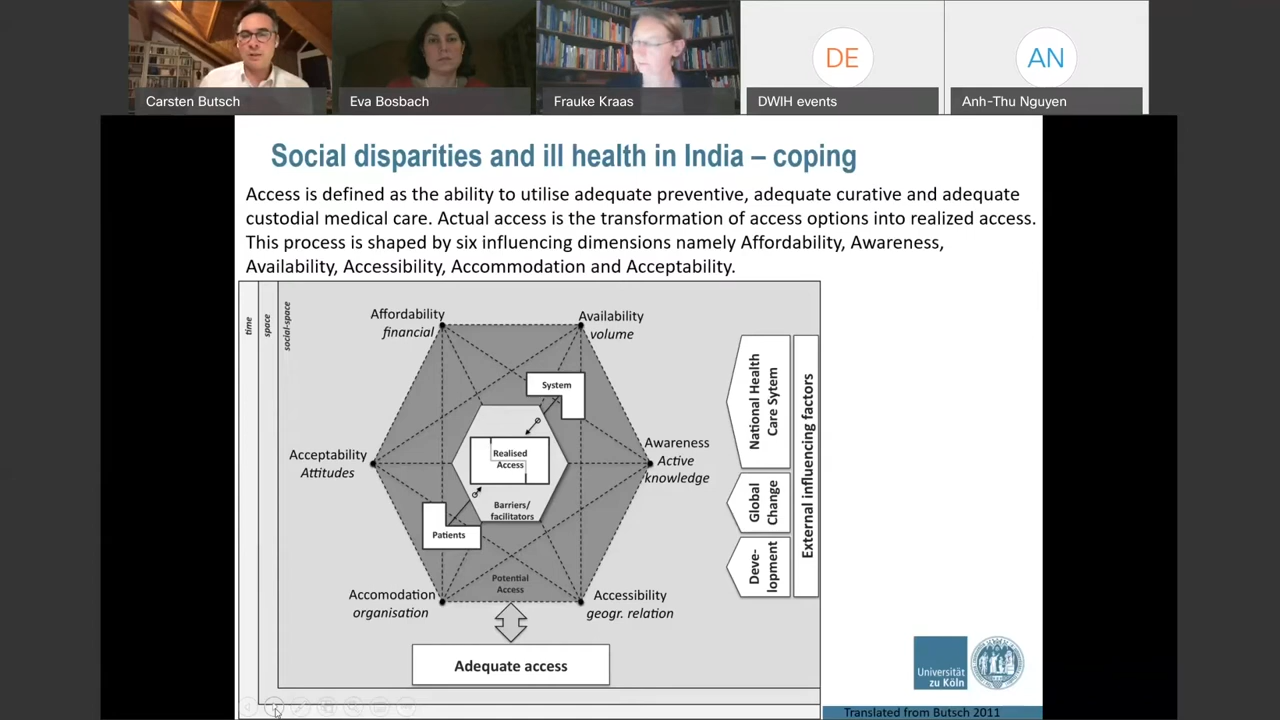 DE
AN
Carsten Butsch
Eva Bosbach
Frauke Kraas
DWIH events
Anh-Thu Nguyen
Social disparities and ill health in India – coping
Access is defined as the ability to utilise adequate preventive, adequate curative and adequate
custodial medical care. Actual access is the transformation of access options into realized access.
This process is shaped by six influencing dimensions namely Affordability, Awareness,
Availability, Accessibility, Accommodation and Acceptability.
time
space
social-space
Affordability
financial
Availability
volume
System
Acceptability
Attitudes
Realised
Access
Awareness
Active
knowledge
Barriers/
facilitators
Patients
Potential
Access
Accomodation
organisation
Accessibility
geogr. relation
Adequate access
National Health
Care Sytem
Global
Change
Deve-
lopment
External influencing factors
Universität
zu Köln
Translated from Butsch 2011